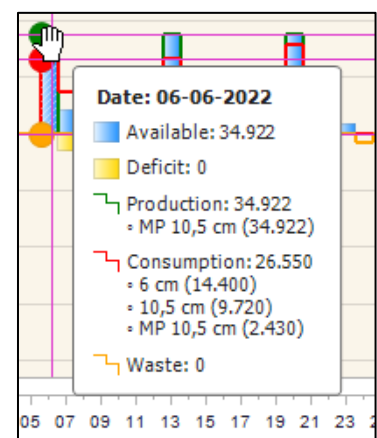 Date: 06-06-2022
Available: 34.922
Deficit: 0
Production: 34.922
∘ MP 10,5 cm (34.922)
Consumption: 26.550
∘ 6 cm (14.400)
∘ 10,5 cm (9.720)
∘ MP 10,5 cm (2.430)
Waste: 0
05 07 09 11 13 15 17 19 21 23